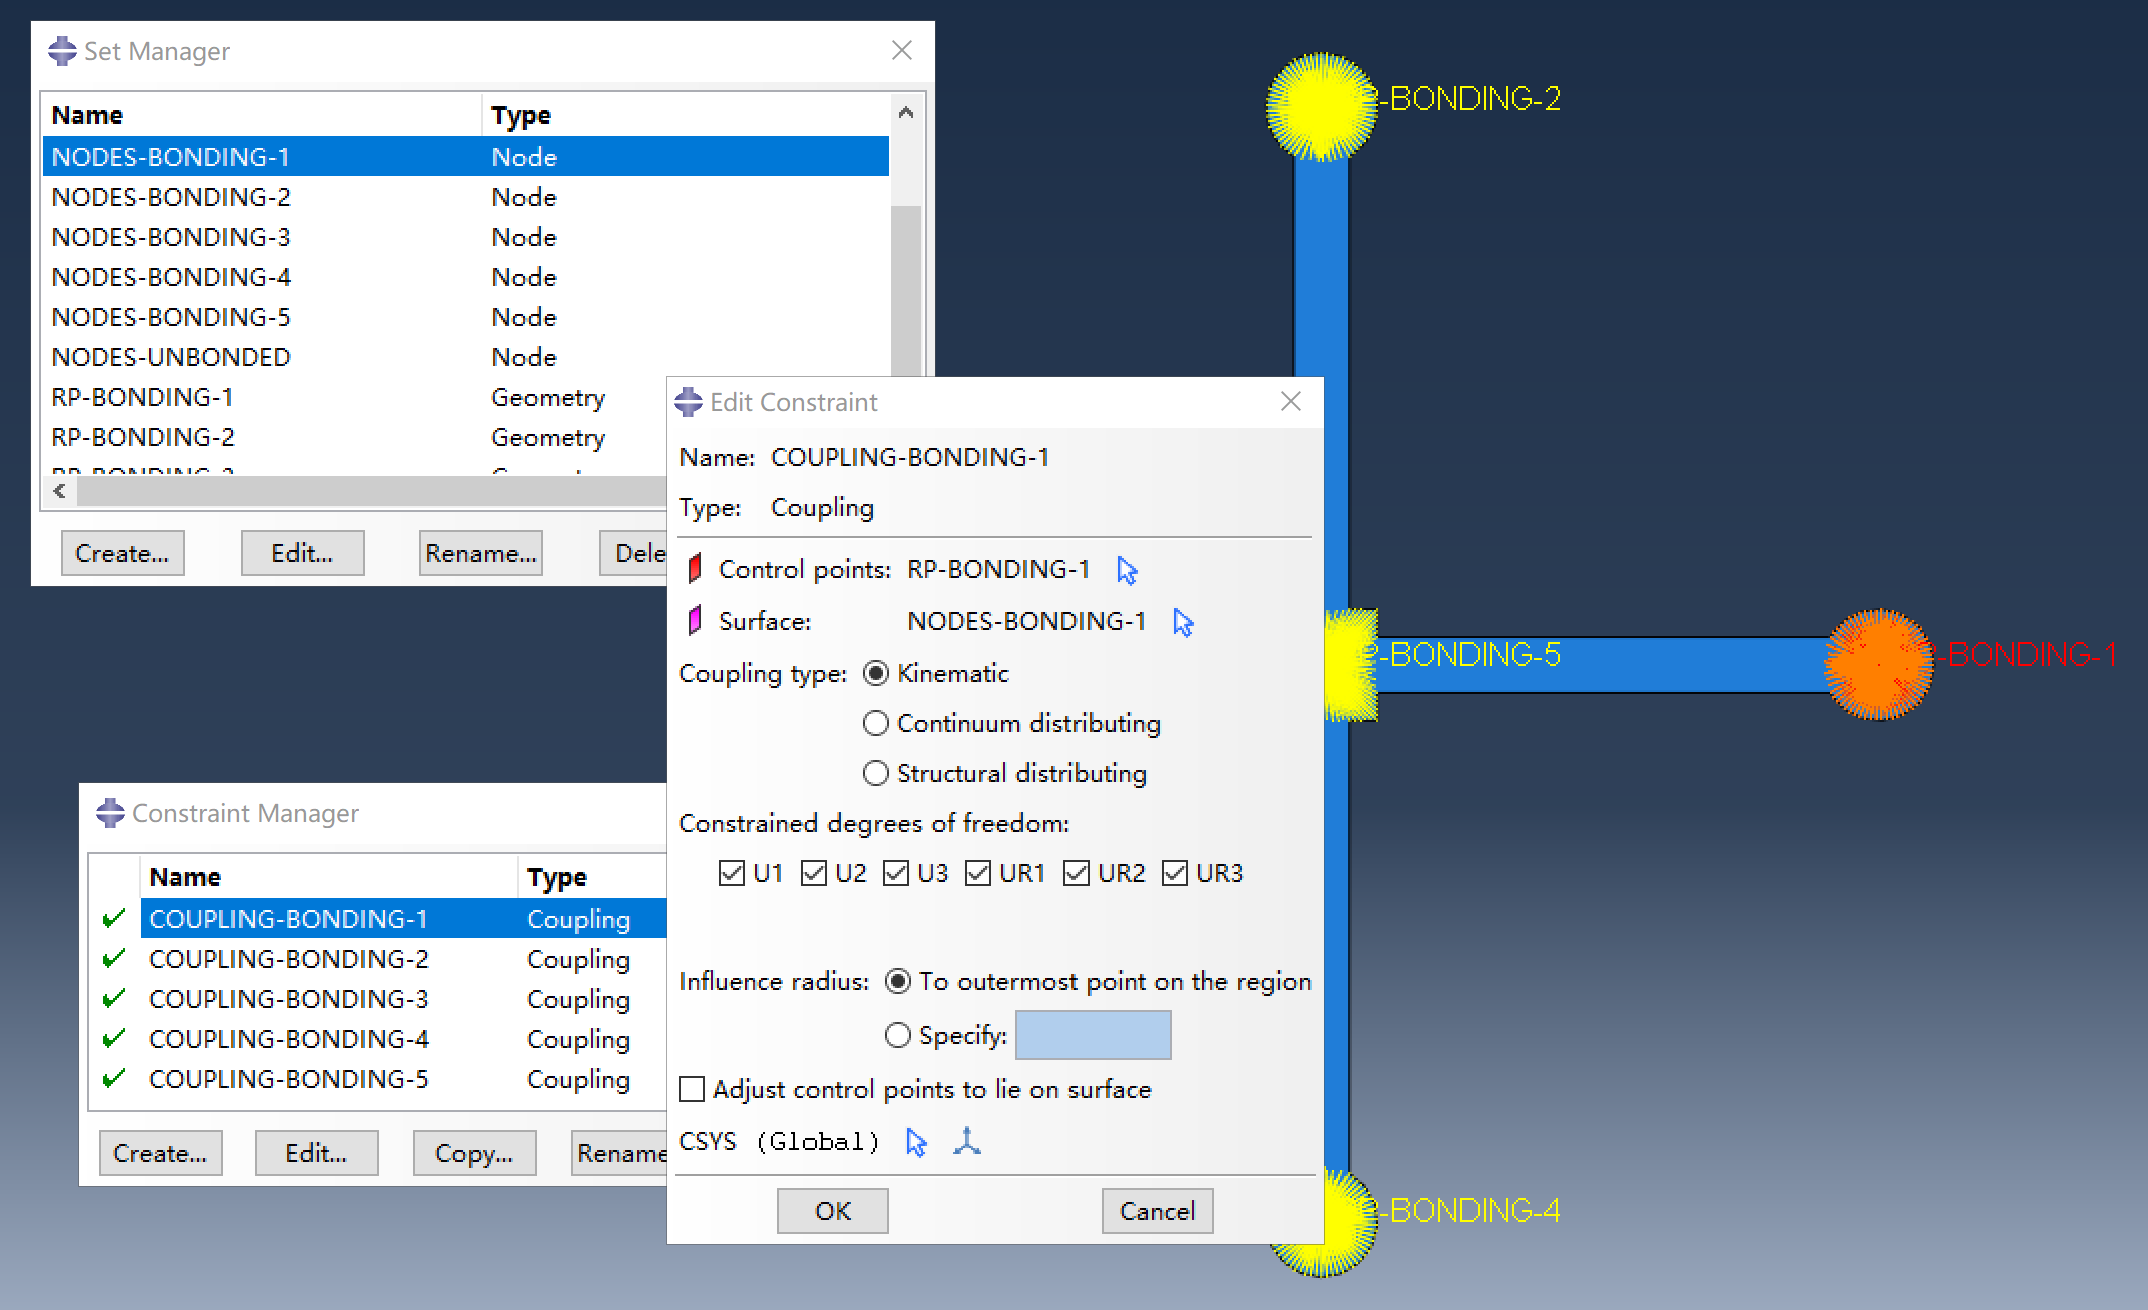 Set Manager
Name Type
NODES-BONDING-1 Node
NODES-BONDING-2 Node
NODES-BONDING-3 Node
NODES-BONDING-4 Node
NODES-BONDING-5 Node
NODES-UNBONDED Node
RP-BONDING-1 Geometry
RP-BONDING-2 Geometry
Create... Edit... Rename... Dele
Edit Constraint
Name: COUPLING-BONDING-1
Type: Coupling
Control points: RP-BONDING-1
Surface: NODES-BONDING-1
Coupling type: Kinematic
Continuum distributing
Structural distributing
Constrained degrees of freedom:
U1 U2 U3 UR1 UR2 UR3
Influence radius: To outermost point on the region
Specify:
Adjust control points to lie on surface
CSYS (Global)
OK Cancel
Constraint Manager
Name Type
COUPLING-BONDING-1 Coupling
COUPLING-BONDING-2 Coupling
COUPLING-BONDING-3 Coupling
COUPLING-BONDING-4 Coupling
COUPLING-BONDING-5 Coupling
Create... Edit... Copy... Rename
-BONDING-2
-BONDING-5
-BONDING-1
-BONDING-4